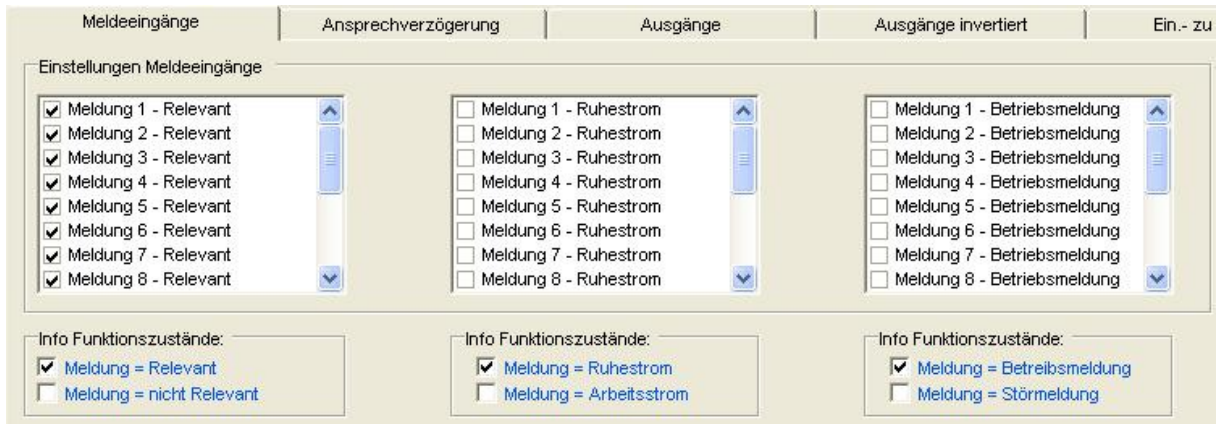 Meldeeingänge
Ansprechverzögerung
Ausgänge
Ausgänge invertiert
Ein.- zu
Einstellungen Meldeeingänge
Meldung 1 - Relevant
Meldung 2 - Relevant
Meldung 3 - Relevant
Meldung 4 - Relevant
Meldung 5 - Relevant
Meldung 6 - Relevant
Meldung 7 - Relevant
Meldung 8 - Relevant
Meldung 1 - Ruhestrom
Meldung 2 - Ruhestrom
Meldung 3 - Ruhestrom
Meldung 4 - Ruhestrom
Meldung 5 - Ruhestrom
Meldung 6 - Ruhestrom
Meldung 7 - Ruhestrom
Meldung 8 - Ruhestrom
Meldung 1 - Betriebsmeldung
Meldung 2 - Betriebsmeldung
Meldung 3 - Betriebsmeldung
Meldung 4 - Betriebsmeldung
Meldung 5 - Betriebsmeldung
Meldung 6 - Betriebsmeldung
Meldung 7 - Betriebsmeldung
Meldung 8 - Betriebsmeldung
Info Funktionszustände:
Meldung = Relevant
Meldung = nicht Relevant
Info Funktionszustände:
Meldung = Ruhestrom
Meldung = Arbeitsstrom
Info Funktionszustände:
Meldung = Betreibsmeldung
Meldung = Störmeldung